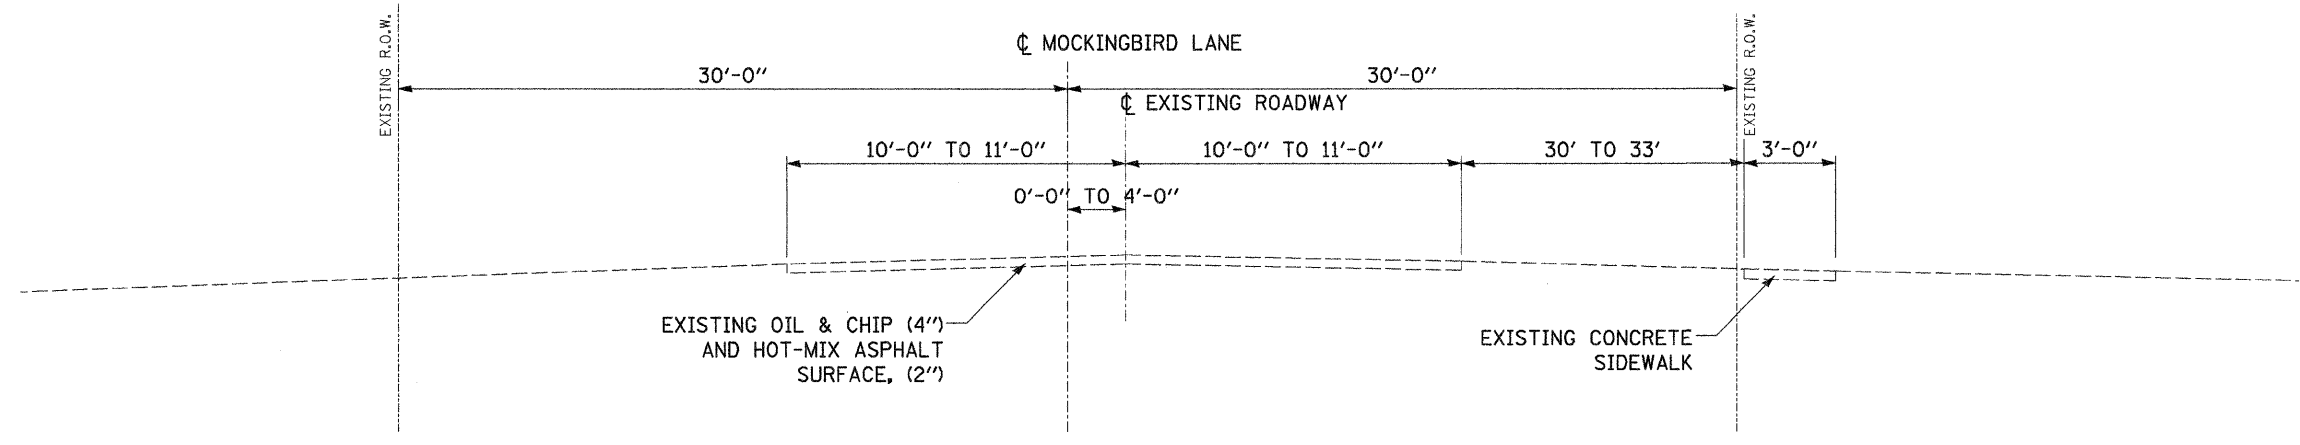 EXISTING R.O.W.
℄ MOCKINGBIRD LANE
EXISTING R.O.W.
30'-0"
30'-0"
℄ EXISTING ROADWAY
10'-0" TO 11'-0"
10'-0" TO 11'-0"
30' TO 33'
3'-0"
0'-0" TO 4'-0"
EXISTING OIL & CHIP (4")
AND HOT-MIX ASPHALT
SURFACE, (2")
EXISTING CONCRETE
SIDEWALK